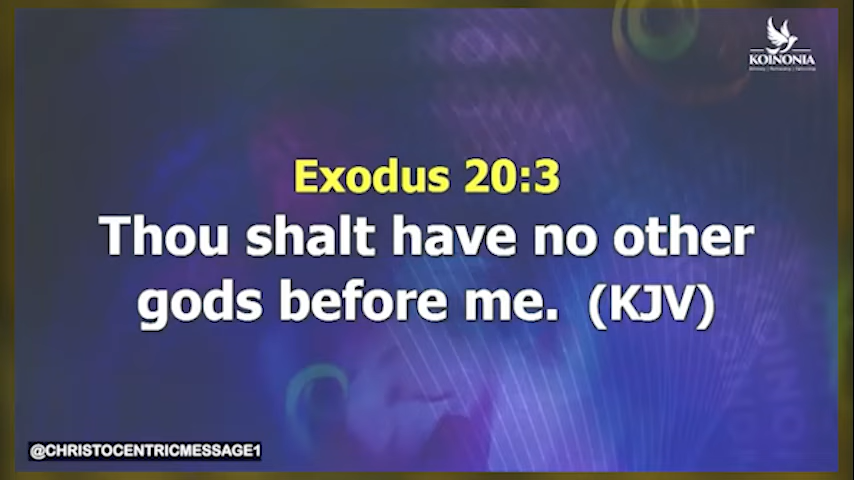 KOINONIA
Exodus 20:3
Thou shalt have no other
gods before me. (KJV)
@CHRISTOCENTRICMESSAGE1